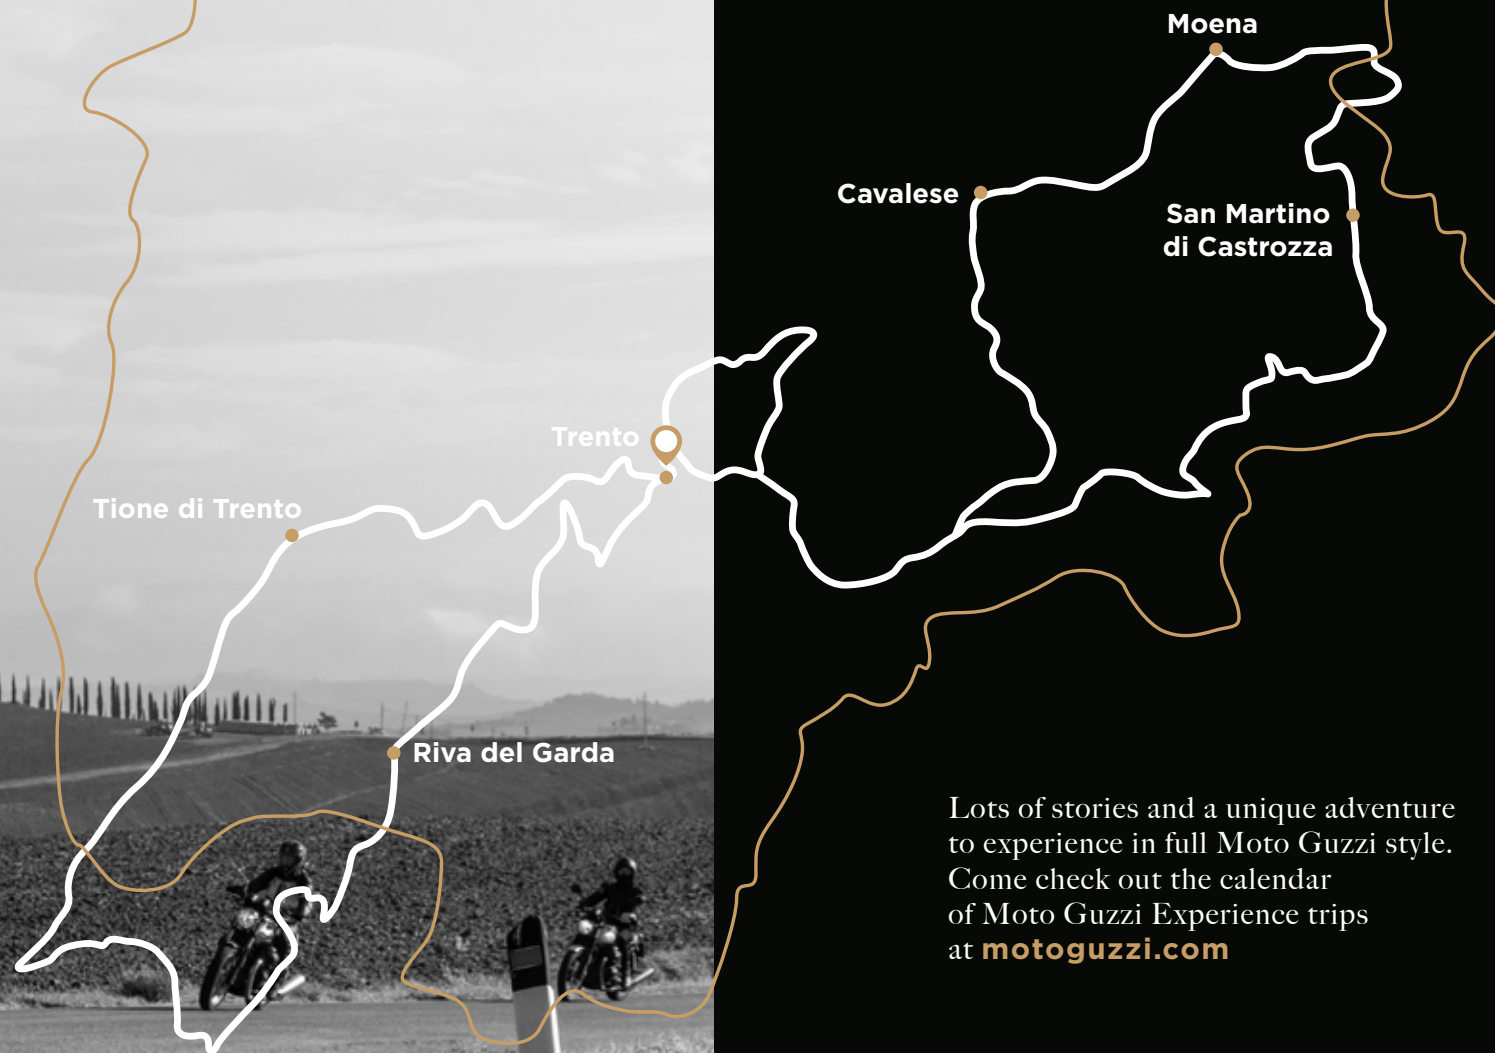 Moena
Cavalese
San Martino
di Castrozza
Trento
Tione di Trento
Riva del Garda
Lots of stories and a unique adventure
to experience in full Moto Guzzi style.
Come check out the calendar
of Moto Guzzi Experience trips
at motoguzzi.com